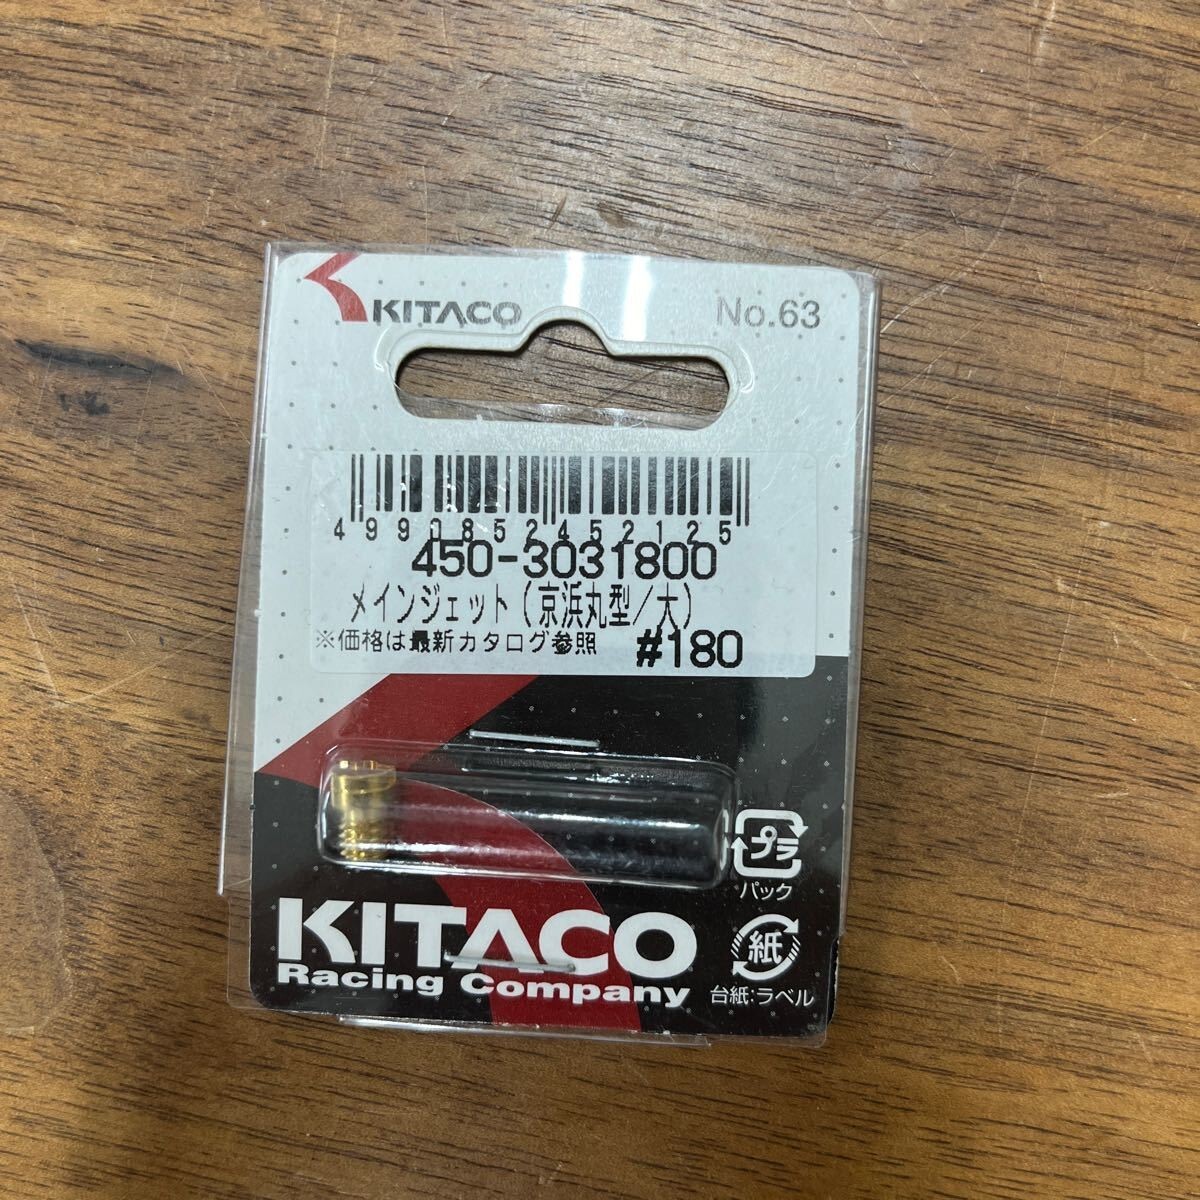 KITACO
No.63
4990852452125
450-3031800
メインジェット(京浜丸型/大)
※価格は最新カタログ参照 #180
プラ
パック
KITACO
Racing Company
紙
台紙:ラベル